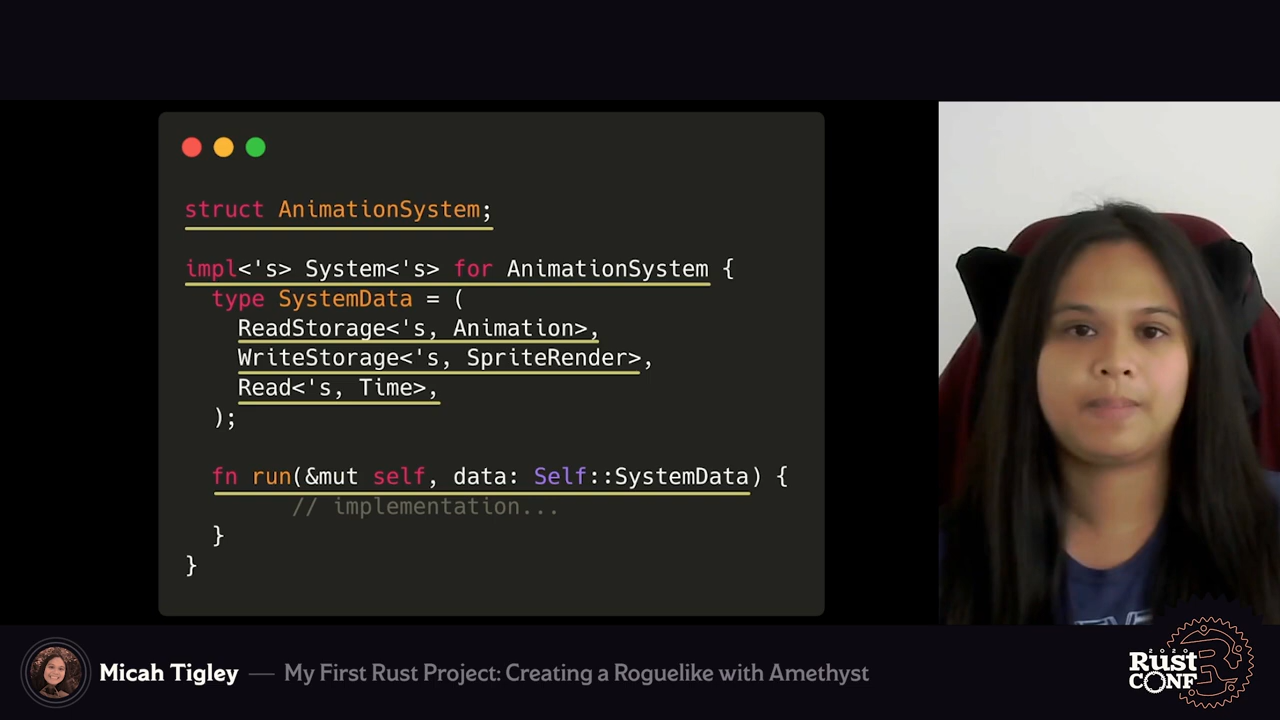 struct AnimationSystem;
impl<'s> System<'s> for AnimationSystem {
type SystemData = (
ReadStorage<'s, Animation>,
WriteStorage<'s, SpriteRender>,
Read<'s, Time>,
);
fn run(&mut self, data: Self::SystemData) {
// implementation...
}
}
Micah Tigley — My First Rust Project: Creating a Roguelike with Amethyst
2020
Rust
CONF